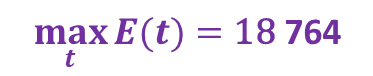 max E(t) = 18 764
t